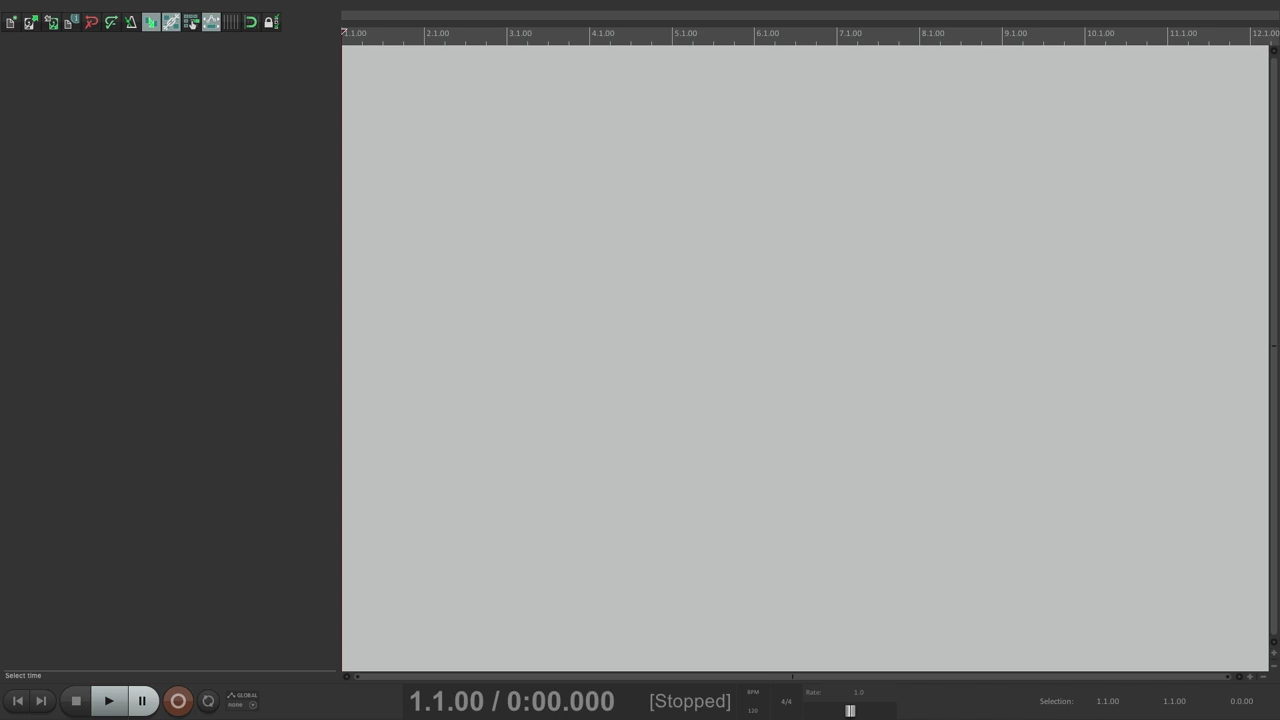 1.1.00 2.1.00 3.1.00 4.1.00 5.1.00 6.1.00 7.1.00 8.1.00 9.1.00 10.1.00 11.1.00 12.1.00
Select time
GLOBAL
none
1.1.00 / 0:00.000
[Stopped]
BPM
120
4/4
Rate: 1.0
Selection: 1.1.00 1.1.00 0.0.00